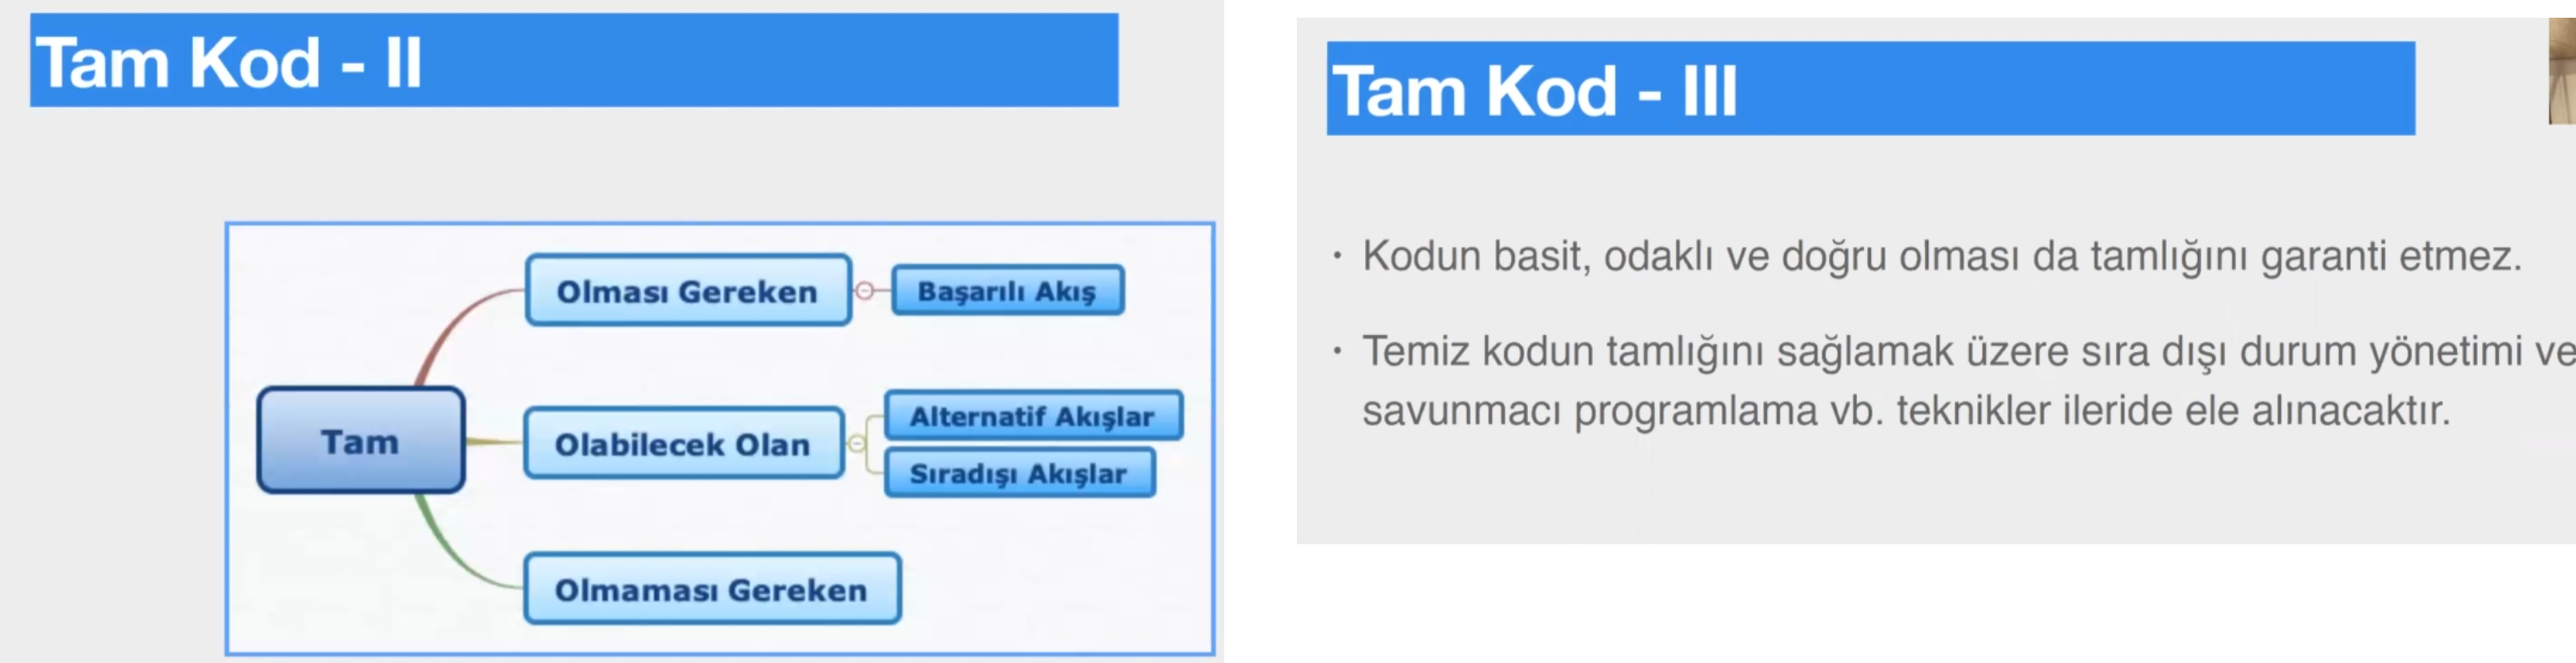 Tam Kod - II
Olması Gereken
Başarılı Akış
Tam
Olabilecek Olan
Alternatif Akışlar
Sıradışı Akışlar
Olmaması Gereken
Tam Kod - III
• Kodun basit, odaklı ve doğru olması da tamlığını garanti etmez.
• Temiz kodun tamlığını sağlamak üzere sıra dışı durum yönetimi ve
savunmacı programlama vb. teknikler ileride ele alınacaktır.